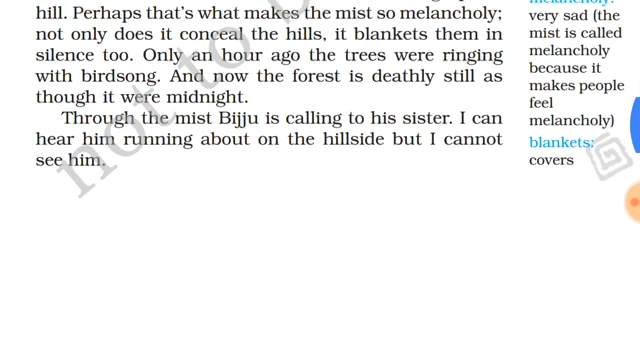 hill. Perhaps that's what makes the mist so melancholy;
not only does it conceal the hills, it blankets them in
silence too. Only an hour ago the trees were ringing
with birdsong. And now the forest is deathly still as
though it were midnight.
Through the mist Bijju is calling to his sister. I can
hear him running about on the hillside but I cannot
see him.
very sad (the
mist is called
melancholy
because it
makes people
feel
melancholy)
blankets:
covers
not to b